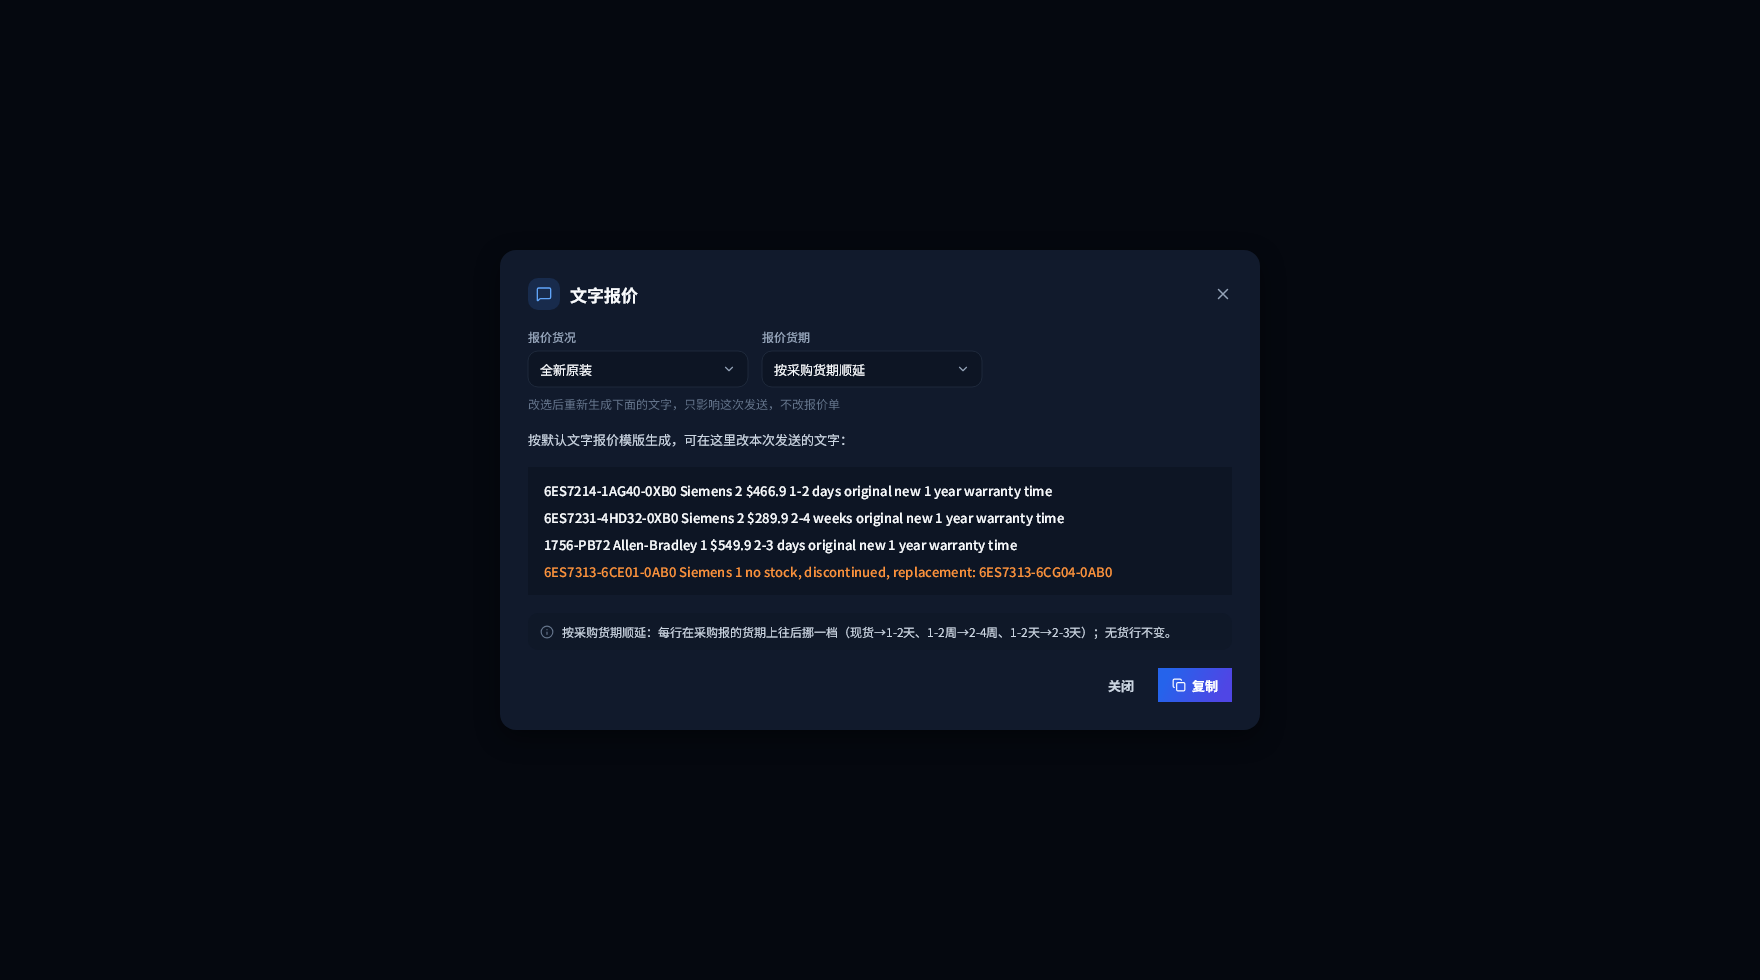 文字报价
报价货况
报价货期
全新原装
按采购货期顺延
改选后重新生成下面的文字，只影响这次发送，不改报价单
按默认文字报价模版生成，可在这里改本次发送的文字：
6ES7214-1AG40-0XB0 Siemens 2 $466.9 1-2 days original new 1 year warranty time
6ES7231-4HD32-0XB0 Siemens 2 $289.9 2-4 weeks original new 1 year warranty time
1756-PB72 Allen-Bradley 1 $549.9 2-3 days original new 1 year warranty time
6ES7313-6CE01-0AB0 Siemens 1 no stock, discontinued, replacement: 6ES7313-6CG04-0AB0
按采购货期顺延：每行在采购报的货期上往后挪一档（现货→1-2天、1-2周→2-4周、1-2天→2-3天）；无货行不变。
关闭
复制